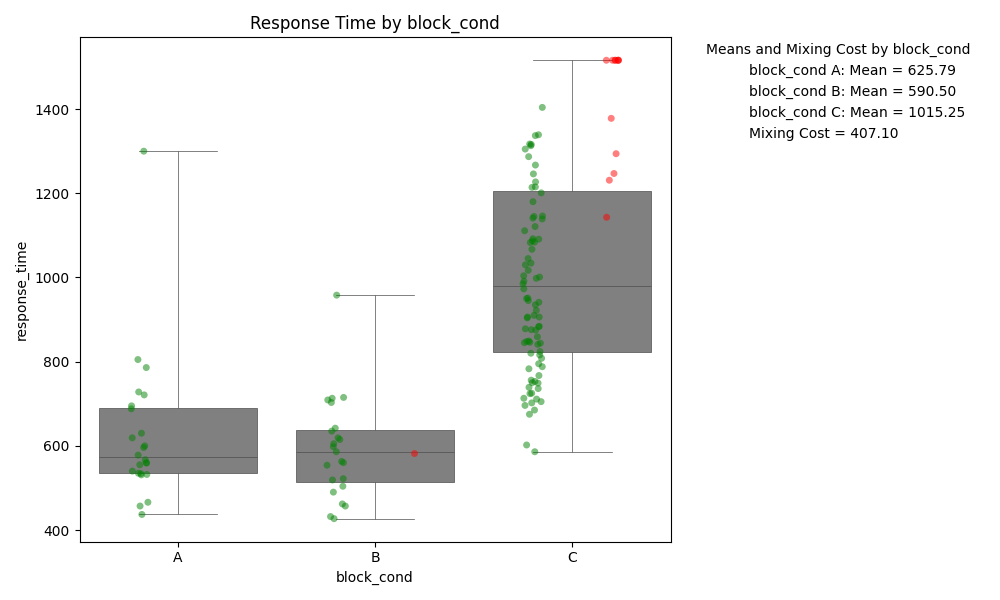 Response Time by block_cond
Means and Mixing Cost by block_cond
block_cond A: Mean = 625.79
block_cond B: Mean = 590.50
block_cond C: Mean = 1015.25
Mixing Cost = 407.10
response_time
1400
1200
1000
800
600
400
A
B
C
block_cond